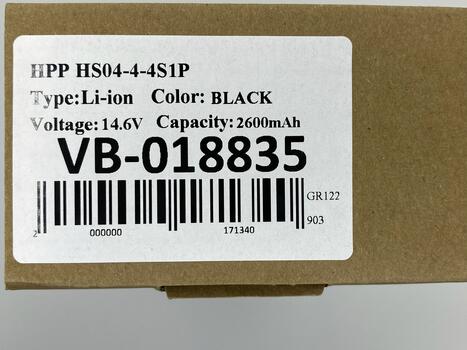 HPP HS04-4-4S1P
Type:Li-ion Color: BLACK
Voltage: 14.6V Capacity: 2600mAh
VB-018835
GR122
903
2 000000 171340